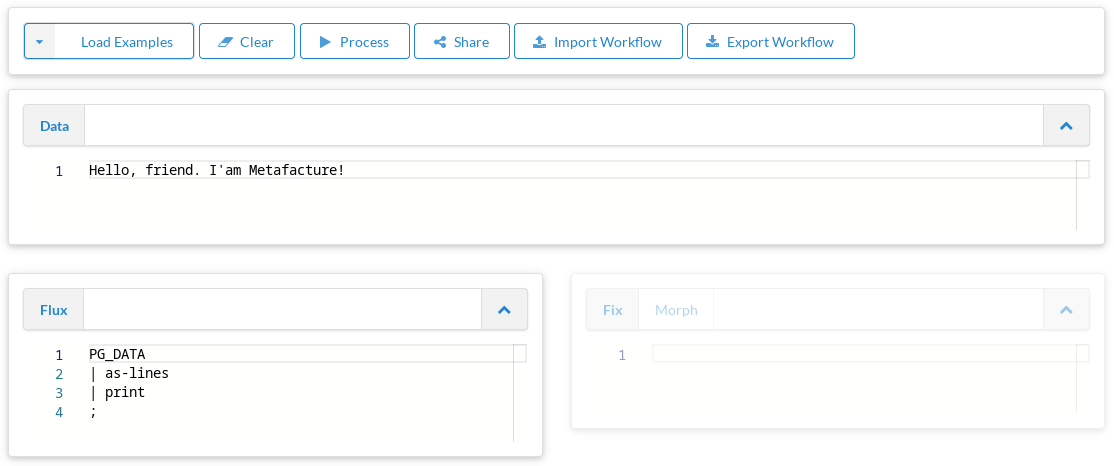 Load Examples Clear Process Share Import Workflow Export Workflow
Data
1 Hello, friend. I'am Metafacture!
Flux
1 PG_DATA
2 | as-lines
3 | print
4 ;
Fix Morph
1